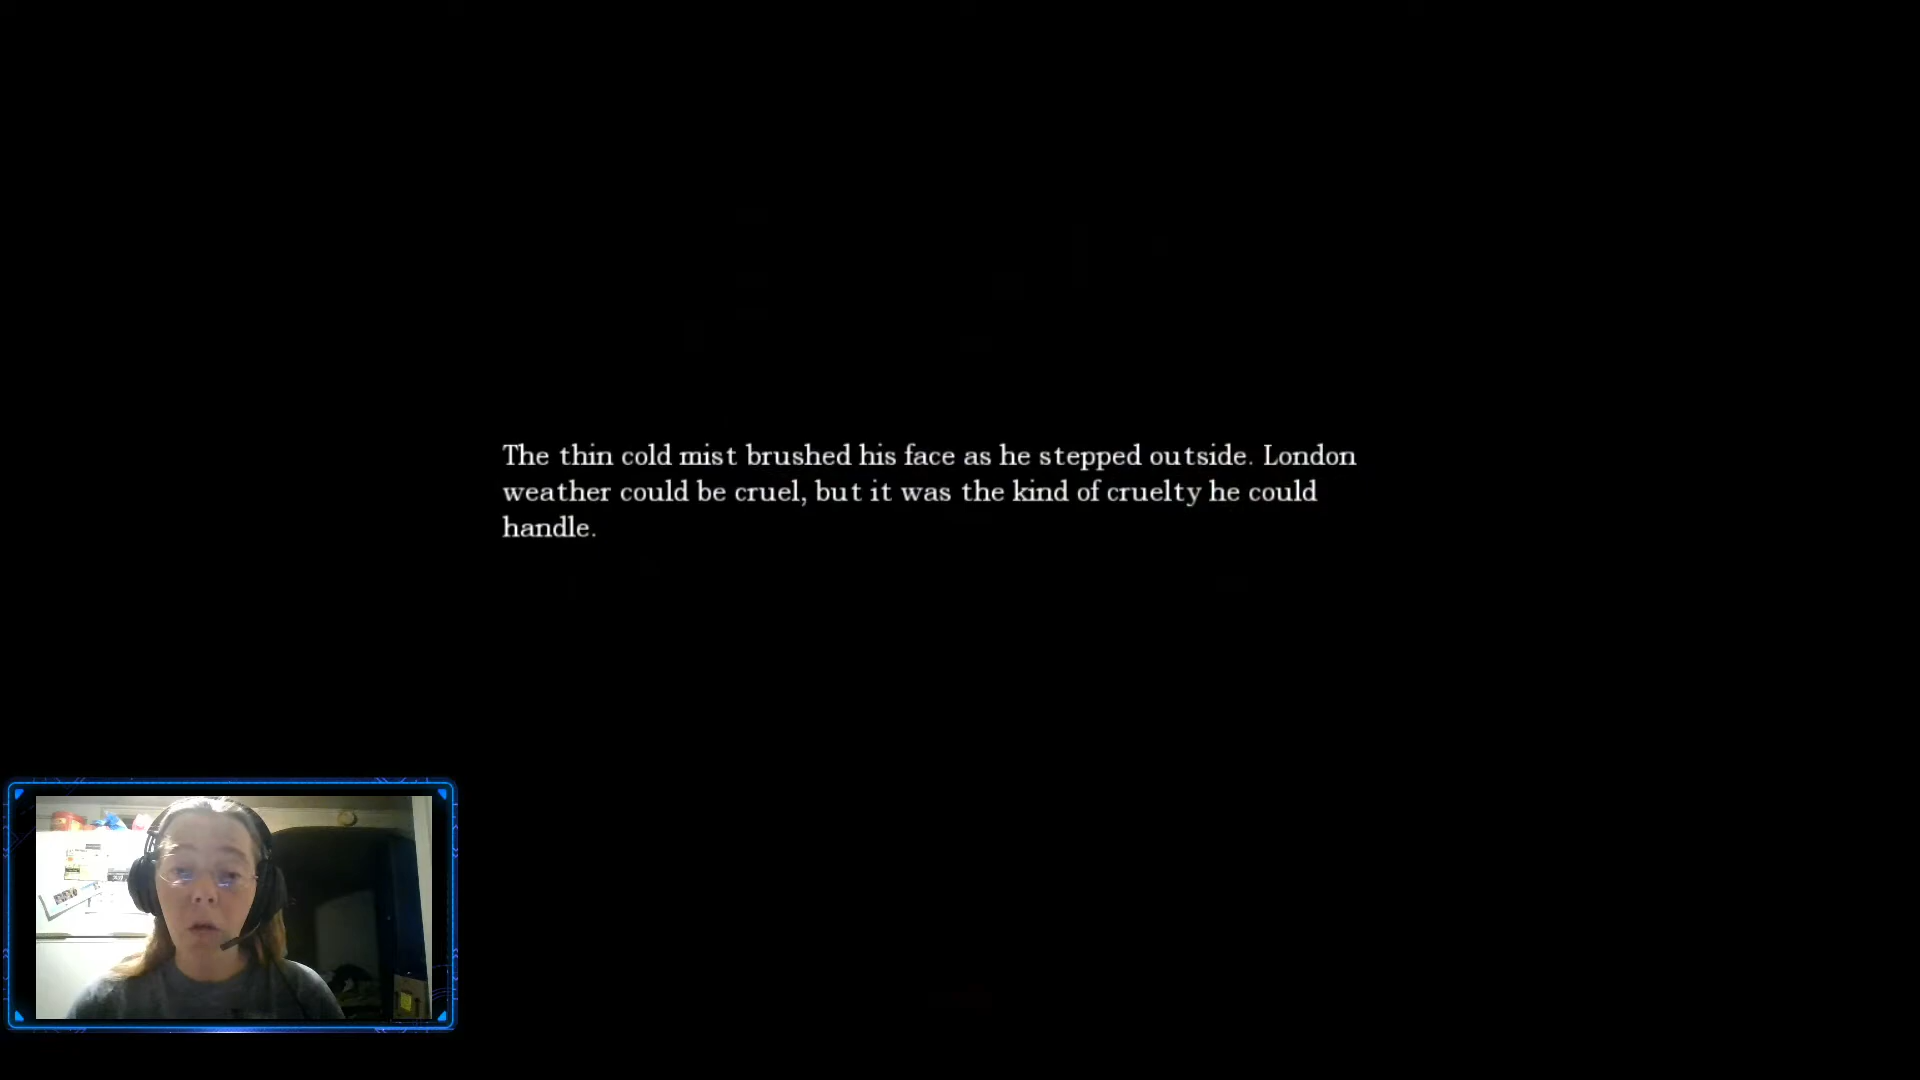 The thin cold mist brushed his face as he stepped outside. London
weather could be cruel, but it was the kind of cruelty he could
handle.